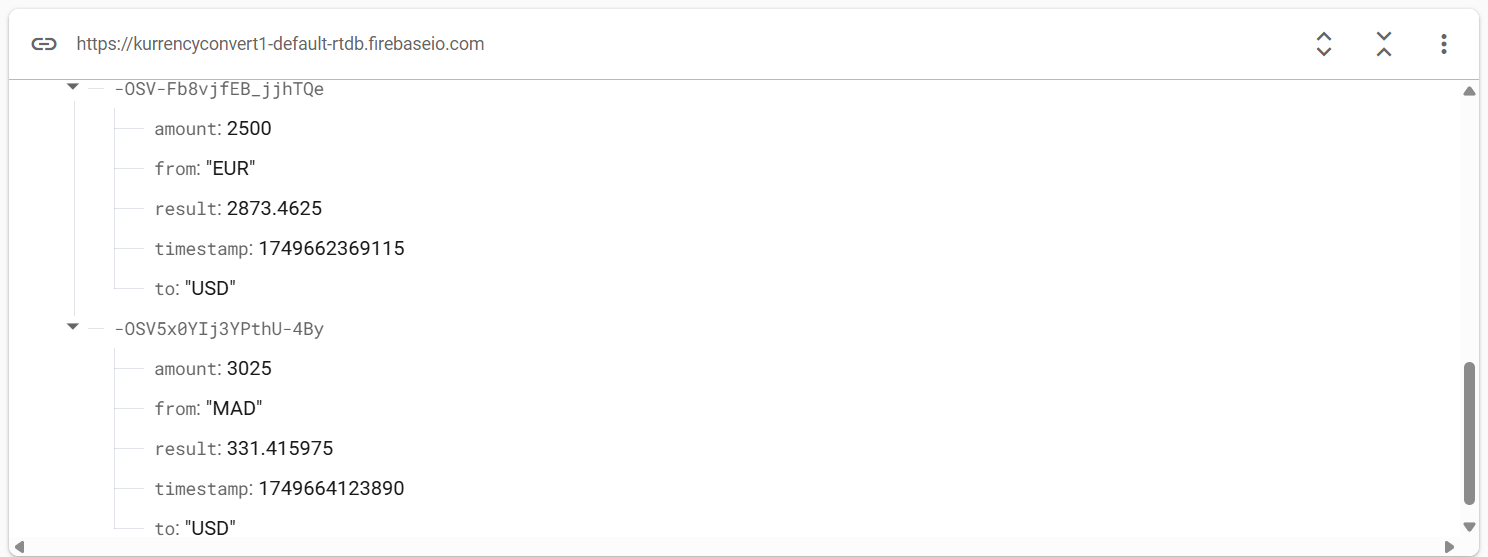 https://kurrencyconvert1-default-rtdb.firebaseio.com
-OSV-Fb8vjfEB_jjhTQe
amount: 2500
from: "EUR"
result: 2873.4625
timestamp: 1749662369115
to: "USD"
-OSV5x0YIj3YPthU-4By
amount: 3025
from: "MAD"
result: 331.415975
timestamp: 1749664123890
to: "USD"